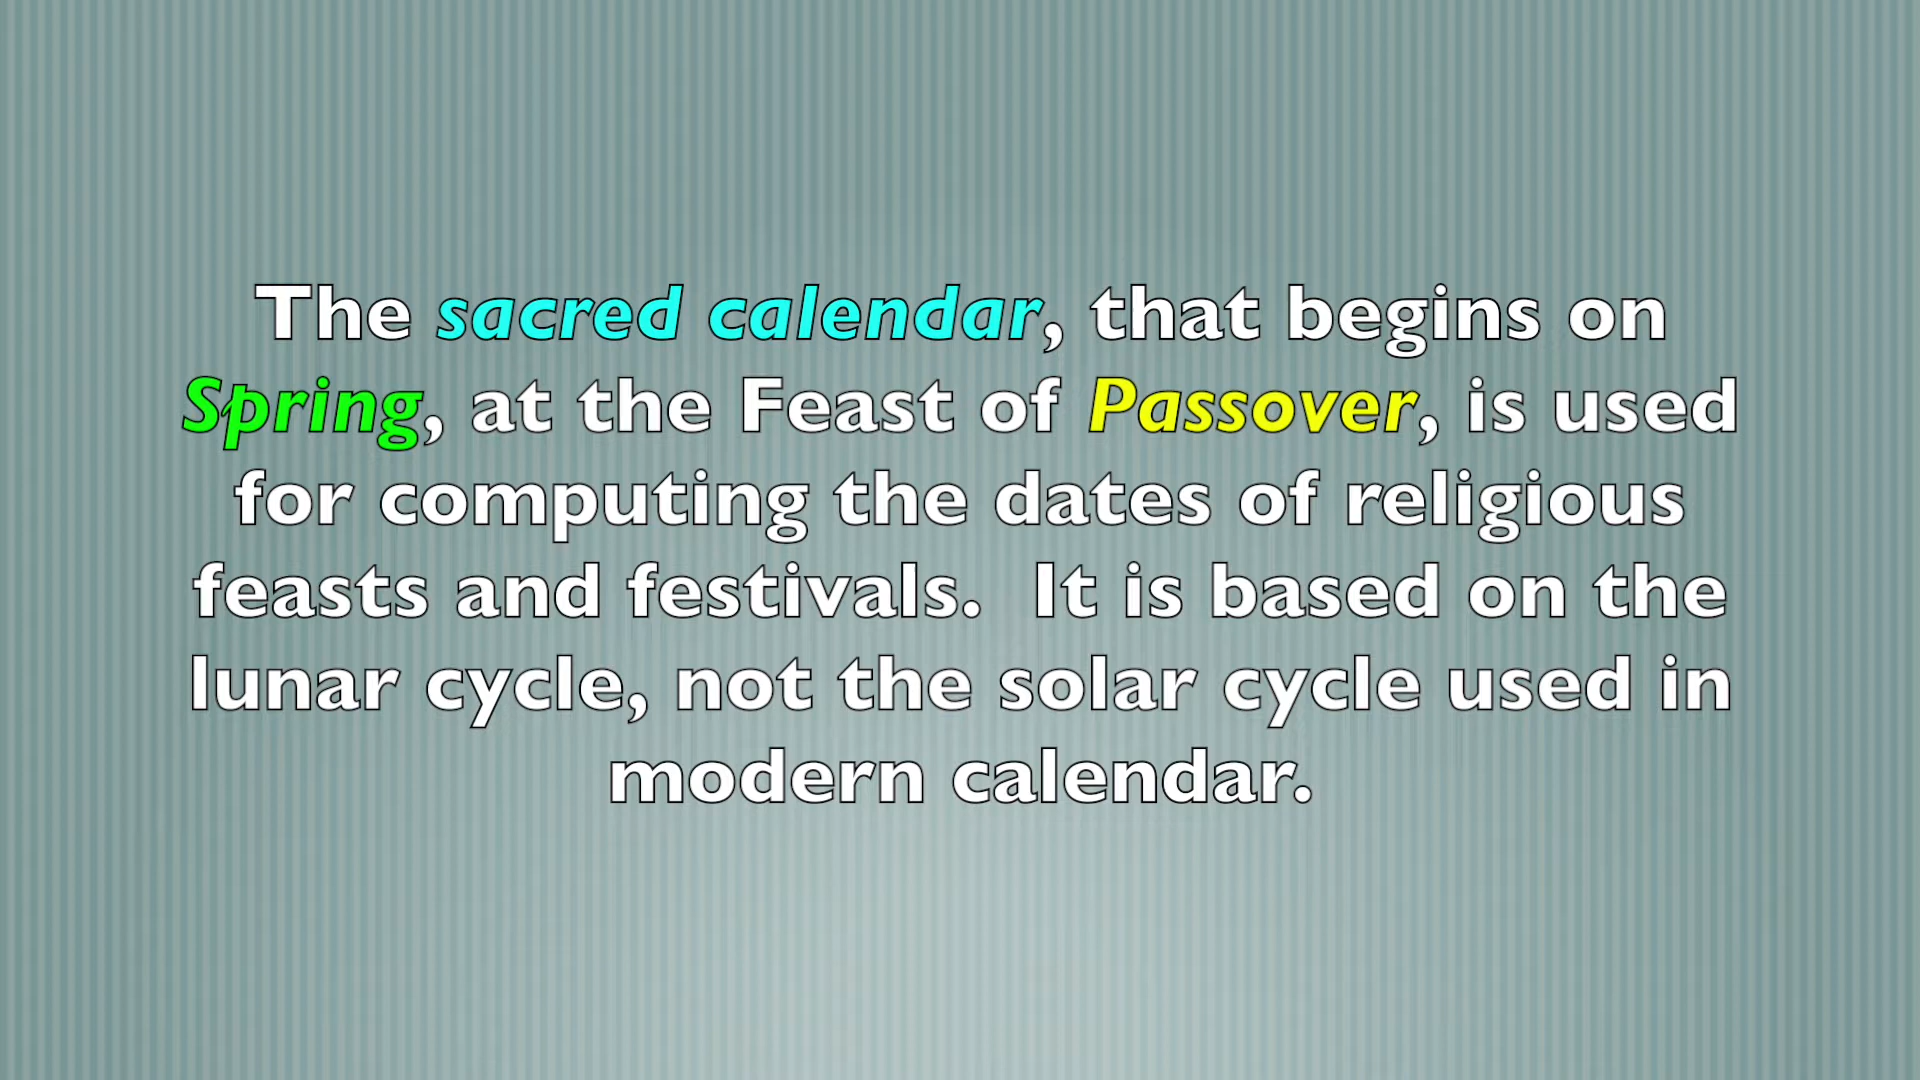 The sacred calendar, that begins on
Spring, at the Feast of Passover, is used
for computing the dates of religious
feasts and festivals.  It is based on the
lunar cycle, not the solar cycle used in
modern calendar.